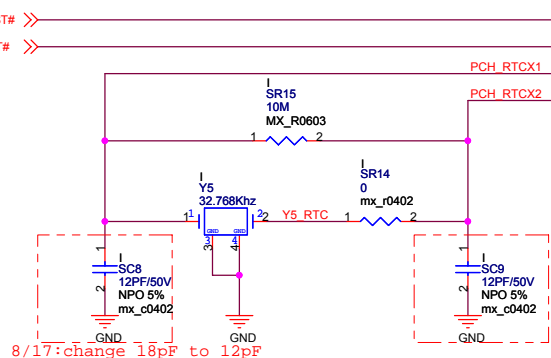 T#
T#
PCH_RTCX1
PCH_RTCX2
I
SR15
10M
MX_R0603
1 2
I
SR14
0
mx_r0402
I
Y5
32.768Khz
1 1 2 2 Y5_RTC 1 2
GND GND
3 4
1 I
SC8
12PF/50V
2 NPO 5%
mx_c0402
GND
GND
1 I
SC9
12PF/50V
2 NPO 5%
mx_c0402
GND
8/17:change 18pF to 12pF